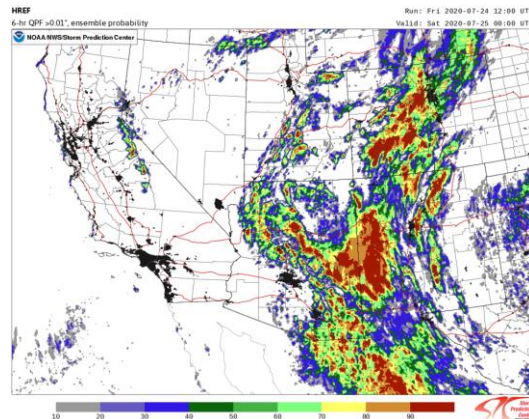 HREF
Run: Fri 2020-07-24 12:00 UT
6-hr QPF >0.01", ensemble probability
Valid: Sat 2020-07-25 00:00 UT
NOAA/NWS/Storm Prediction Center
10 20 30 40 50 60 70 80 90